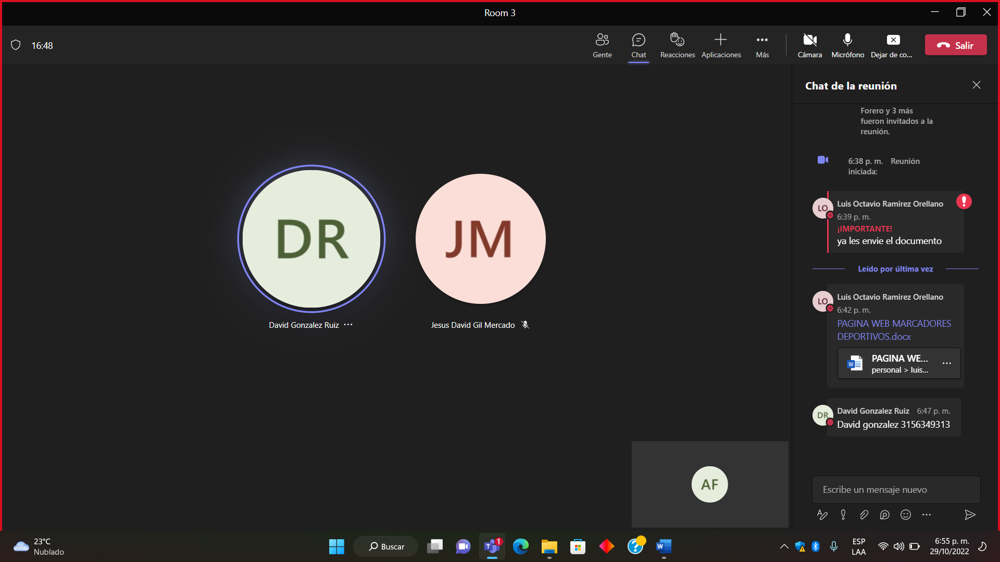 Room 3
16:48
Gente
Chat
Reacciones
Aplicaciones
Más
Cámara
Micrófono
Dejar de co...
Salir
DR
David Gonzalez Ruiz
JM
Jesus David Gil Mercado
AF
Chat de la reunión
Forero y 3 más
fueron invitados a la
reunión.
6:38 p. m. Reunión
iniciada:
LO
Luis Octavio Ramirez Orellano
6:39 p. m.
¡IMPORTANTE!
ya les envie el documento
Leído por última vez
LO
Luis Octavio Ramirez Orellano
6:42 p. m.
PAGINA WEB MARCADORES
DEPORTIVOS.docx
W
PAGINA WE...
personal > luis...
DR
David Gonzalez Ruiz 6:47 p. m.
David gonzalez 3156349313
Escribe un mensaje nuevo
23°C
Nublado
Buscar
T
1
?
W
ESP
LAA
6:55 p. m.
29/10/2022